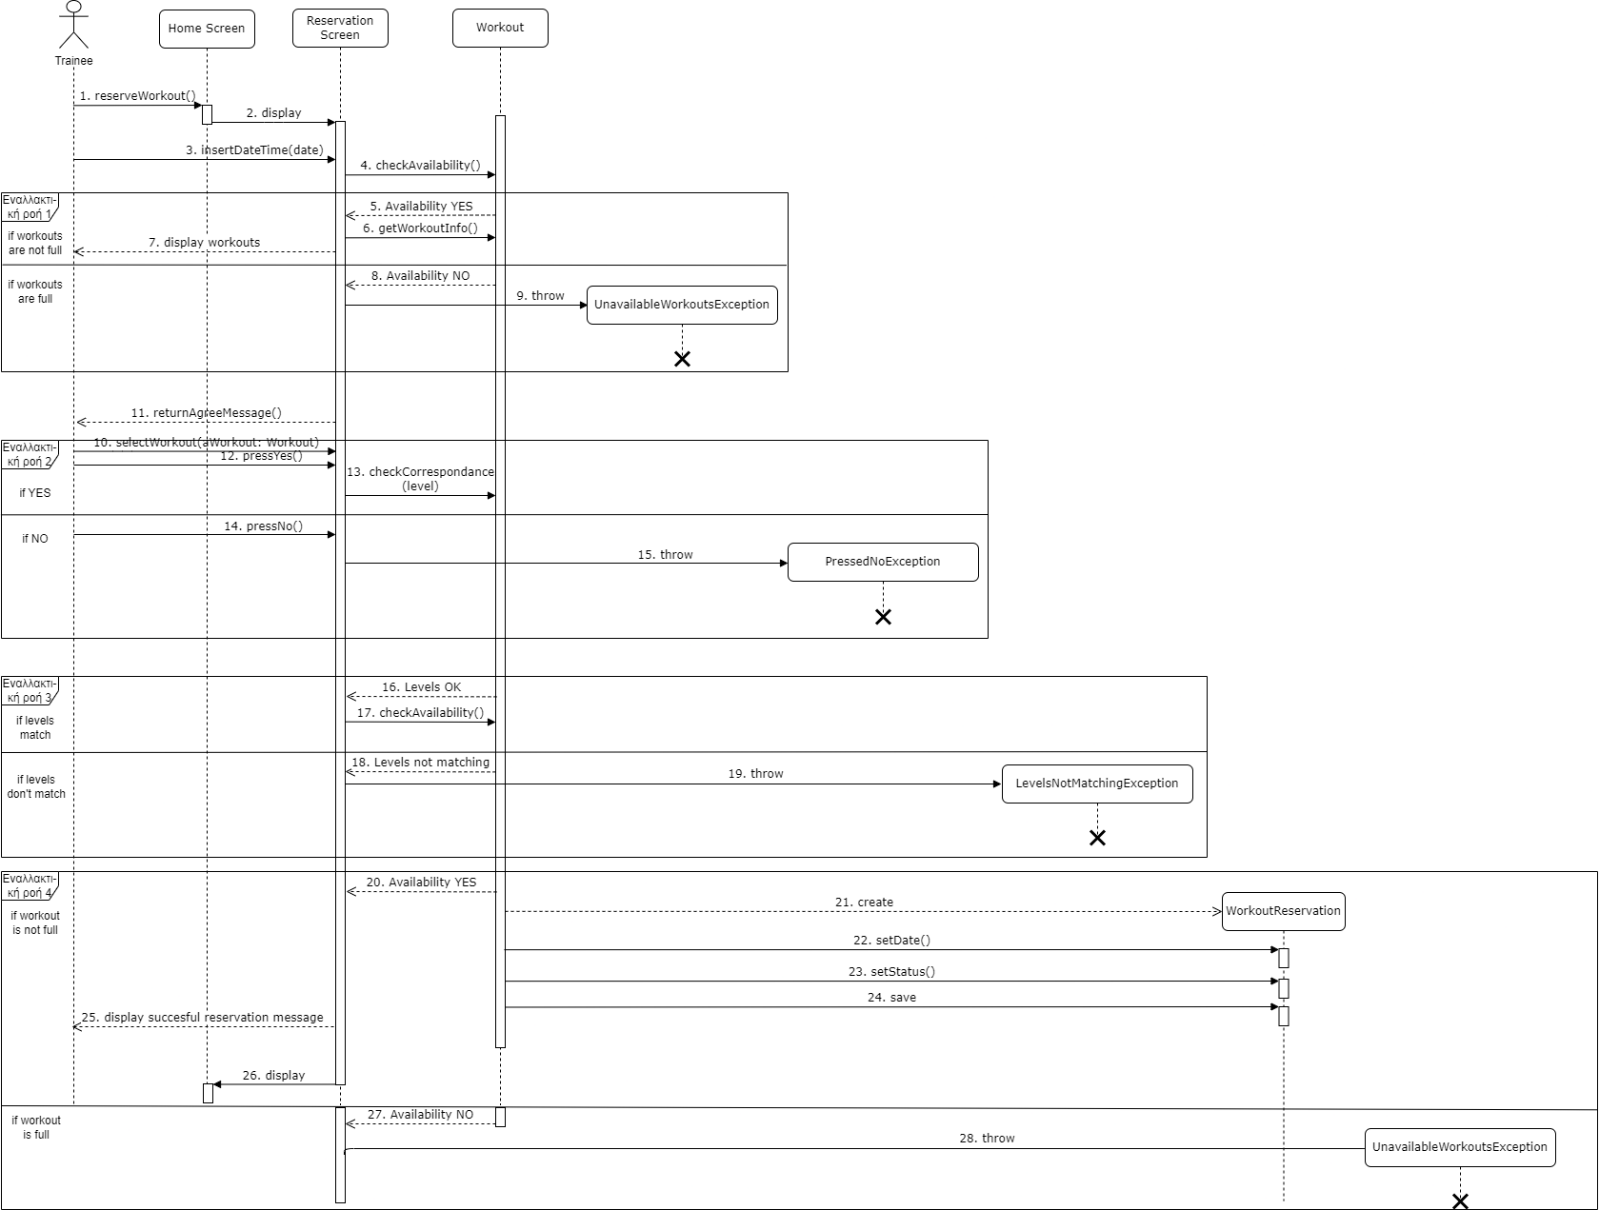 Trainee
Home Screen
Reservation
Screen
Workout
1. reserveWorkout()
2. display
3. insertDateTime(date)
4. checkAvailability()
Εναλλακτι-
κή ροή 1
5. Availability YES
6. getWorkoutInfo()
if workouts
are not full
7. display workouts
8. Availability NO
if workouts
are full
9. throw
UnavailableWorkoutsException
11. returnAgreeMessage()
Εναλλακτι-
κή ροή 2
10. selectWorkout(aWorkout: Workout)
12. pressYes()
13. checkCorrespondance
(level)
if YES
14. pressNo()
if NO
15. throw
PressedNoException
Εναλλακτι-
κή ροή 3
16. Levels OK
17. checkAvailability()
if levels
match
18. Levels not matching
19. throw
if levels
don't match
LevelsNotMatchingException
Εναλλακτι-
κή ροή 4
20. Availability YES
21. create
WorkoutReservation
if workout
is not full
22. setDate()
23. setStatus()
24. save
25. display succesful reservation message
26. display
27. Availability NO
if workout
is full
28. throw
UnavailableWorkoutsException